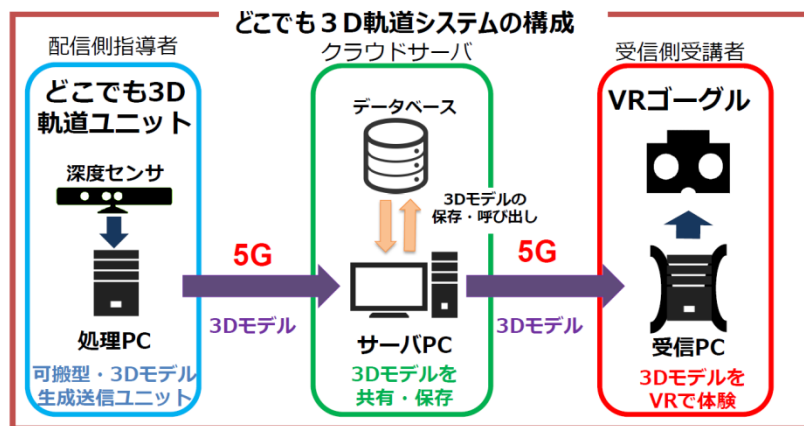 どこでも３D軌道システムの構成
配信側指導者
どこでも3D
軌道ユニット
深度センサ
処理PC
可搬型・3Dモデル
生成送信ユニット
5G
3Dモデル
クラウドサーバ
データベース
3Dモデルの
保存・呼び出し
サーバPC
3Dモデルを
共有・保存
5G
3Dモデル
受信側受講者
VRゴーグル
受信PC
3Dモデルを
VRで体験